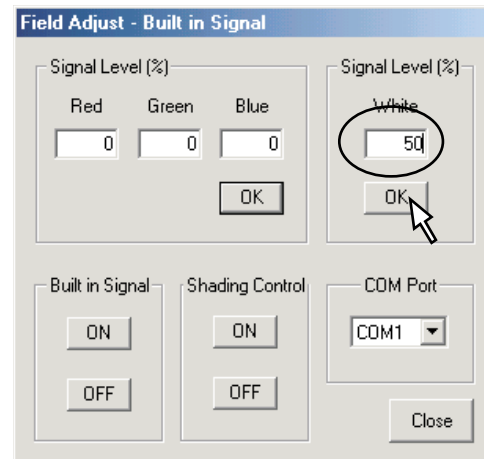 Field Adjust - Built in Signal
Signal Level (%)
Signal Level (%)
Red Green Blue
White
0 0 0
50
OK
OK
Built in Signal
Shading Control
COM Port
ON
ON
COM1
OFF
OFF
Close